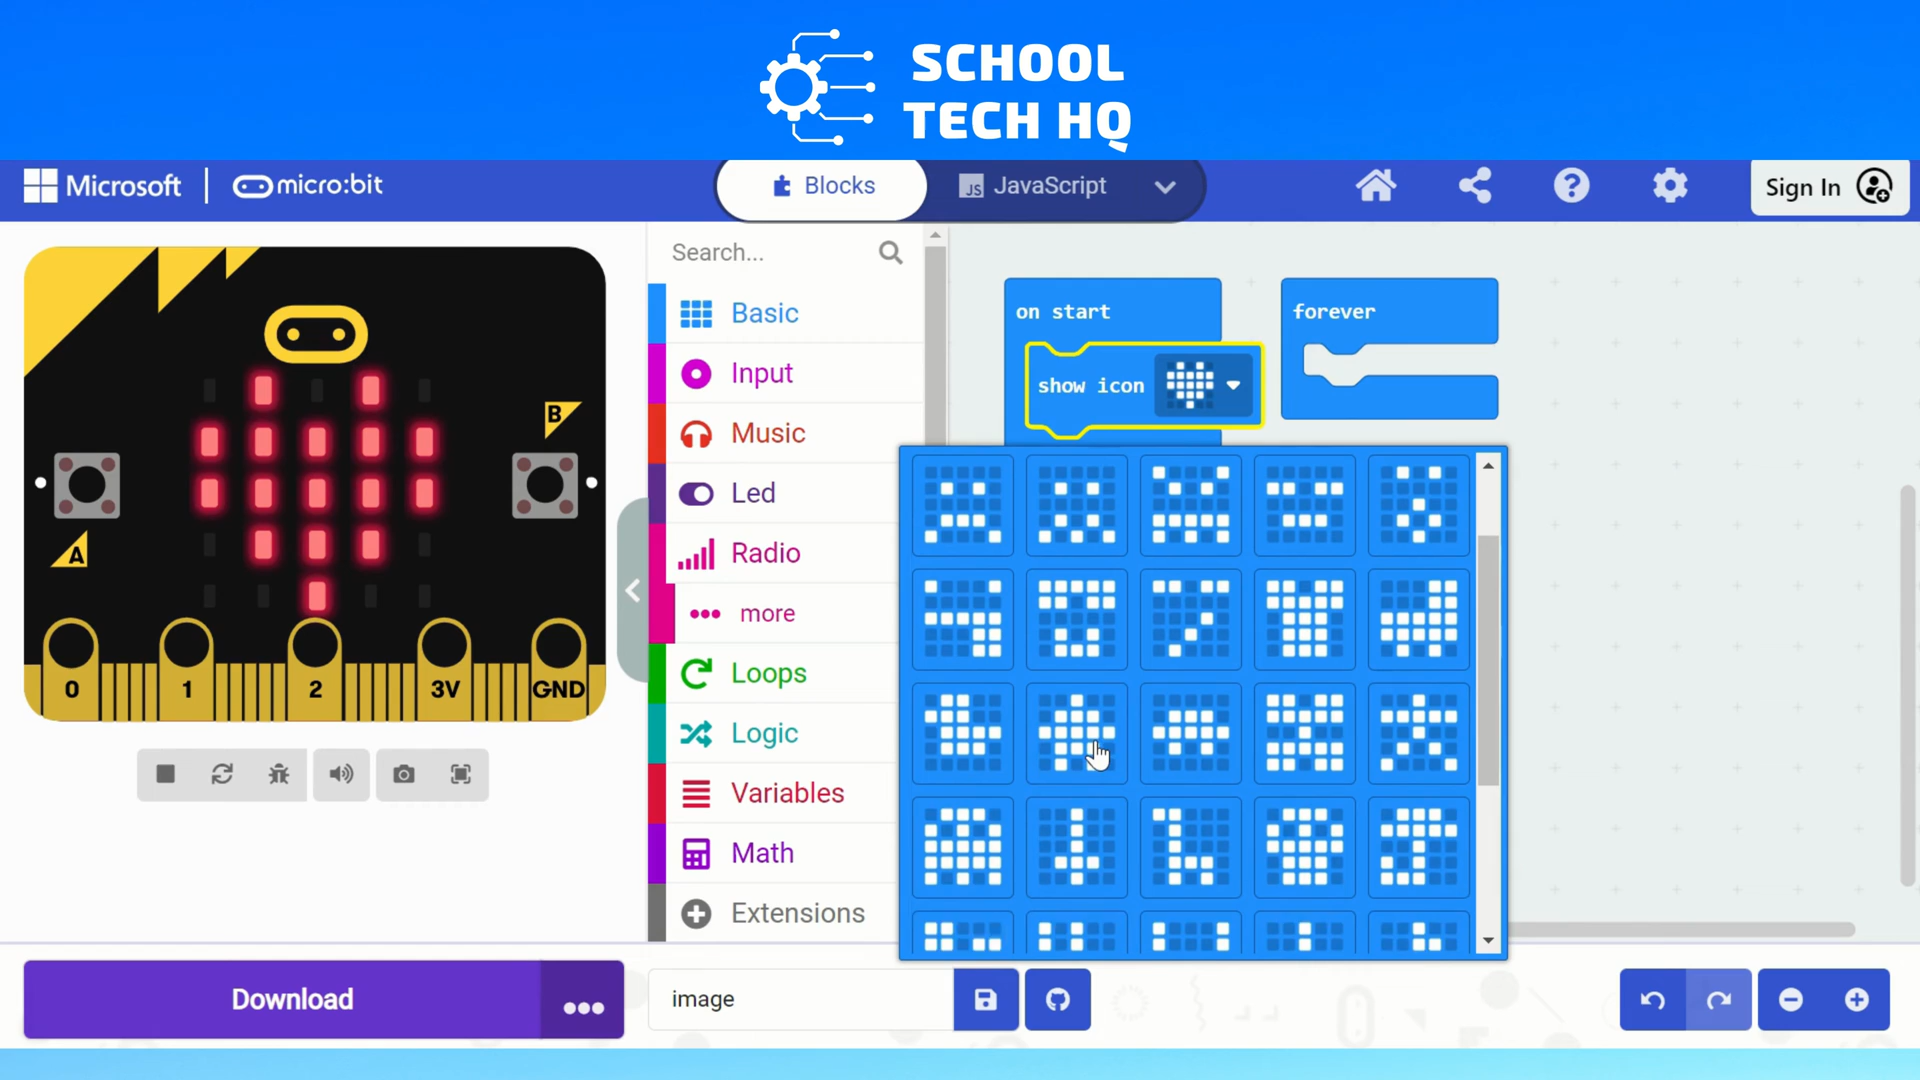 SCHOOL
TECH HQ
Microsoft
micro:bit
Blocks
JS JavaScript
Sign In
Search...
Basic
Input
Music
Led
Radio
more
Loops
Logic
Variables
Math
Extensions
on start
show icon
forever
B
A
0 1 2 3V GND
Download
image